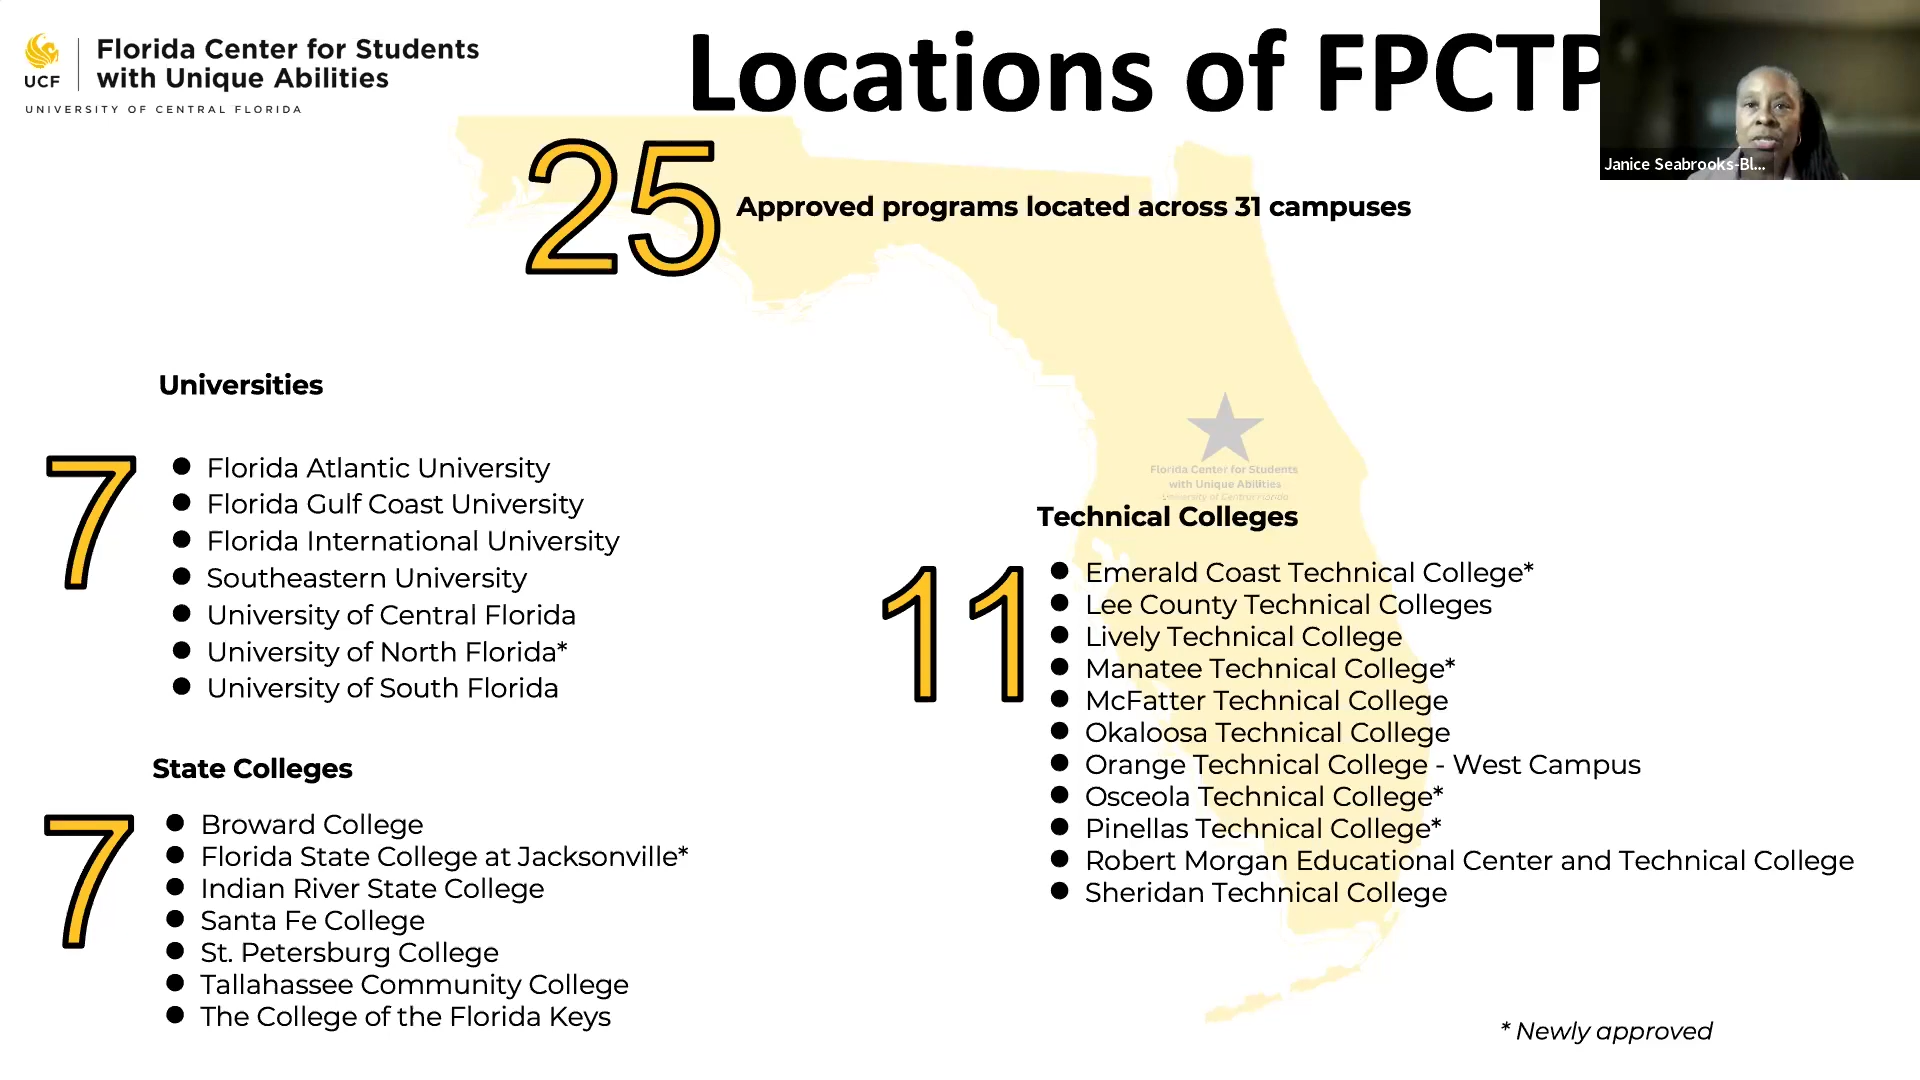 Florida Center for Students
with Unique Abilities
UCF
UNIVERSITY OF CENTRAL FLORIDA
Locations of FPCTP
Janice Seabrooks-Bl...
25
Approved programs located across 31 campuses
Universities
7
Florida Atlantic University
Florida Gulf Coast University
Florida International University
Southeastern University
University of Central Florida
University of North Florida*
University of South Florida
State Colleges
7
Broward College
Florida State College at Jacksonville*
Indian River State College
Santa Fe College
St. Petersburg College
Tallahassee Community College
The College of the Florida Keys
Florida Center for Students
with Unique Abilities
University of Central Florida
Technical Colleges
11
Emerald Coast Technical College*
Lee County Technical Colleges
Lively Technical College
Manatee Technical College*
McFatter Technical College
Okaloosa Technical College
Orange Technical College - West Campus
Osceola Technical College*
Pinellas Technical College*
Robert Morgan Educational Center and Technical College
Sheridan Technical College
* Newly approved